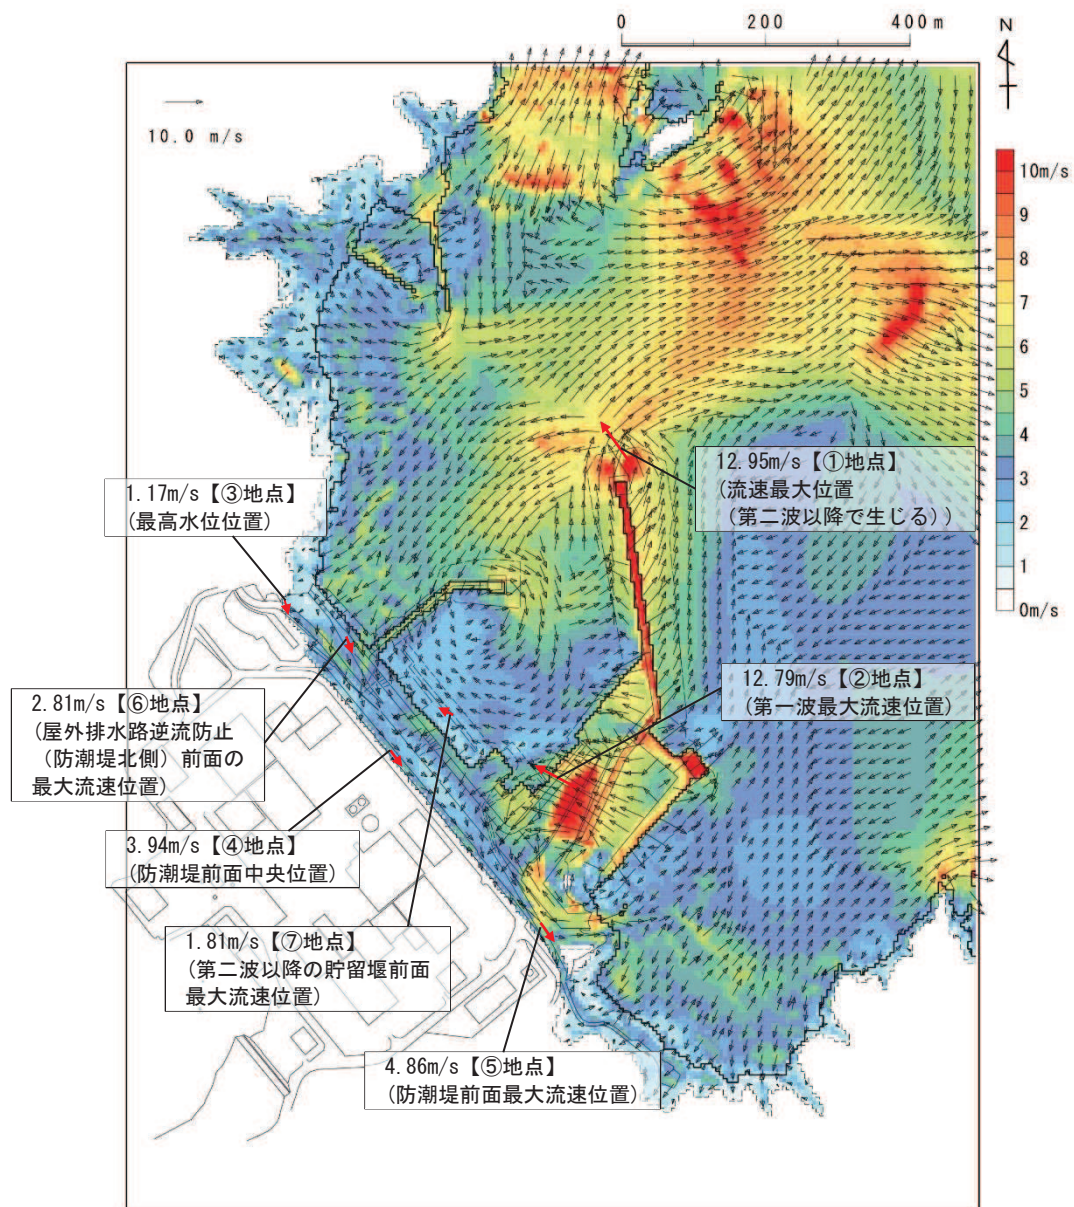 0 200 400m
N
10.0 m/s
10m/s
9
8
7
6
5
4
3
2
1
0m/s
12.95m/s【①地点】
(流速最大位置
(第二波以降で生じる))
1.17m/s【③地点】
(最高水位位置)
12.79m/s【②地点】
(第一波最大流速位置)
2.81m/s【⑥地点】
(屋外排水路逆流防止
(防潮堤北側)前面の
最大流速位置)
3.94m/s【④地点】
(防潮堤前面中央位置)
1.81m/s【⑦地点】
(第二波以降の貯留堰前面
最大流速位置)
4.86m/s【⑤地点】
(防潮堤前面最大流速位置)